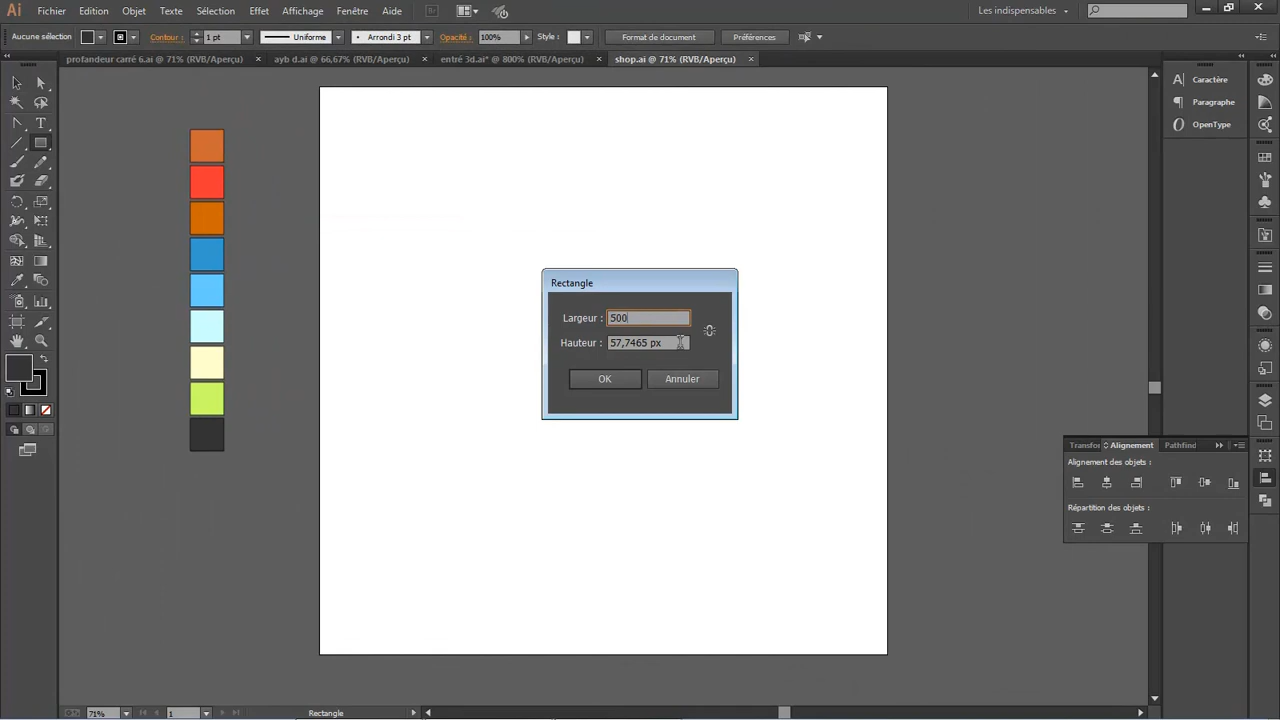 Ai Fichier Edition Objet Texte Sélection Effet Affichage Fenêtre Aide Br Les indispensables
Aucune sélection Contour : 1 pt Uniforme Arrondi 3 pt Opacité : 100% Style : Format de document Préférences
profandeur carré 6.ai @ 71% (RVB/Aperçu) × ayb d.ai @ 66,67% (RVB/Aperçu) × entré 3d.ai* @ 800% (RVB/Aperçu) × shop.ai @ 71% (RVB/Aperçu) ×
Caractère
Paragraphe
OpenType
Rectangle
Largeur : 500
Hauteur : 57,7465 px
OK Annuler
Transfor Alignement Pathfind
Alignement des objets :
Répartition des objets :
71% 1 Rectangle